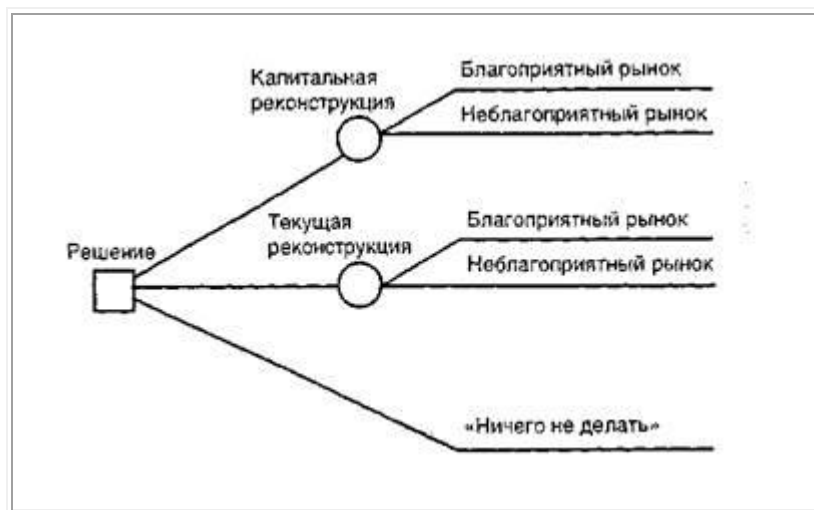 Капитальная
реконструкция
Благоприятный рынок
Неблагоприятный рынок
Решение
Текущая
реконструкция
Благоприятный рынок
Неблагоприятный рынок
«Ничего не делать»